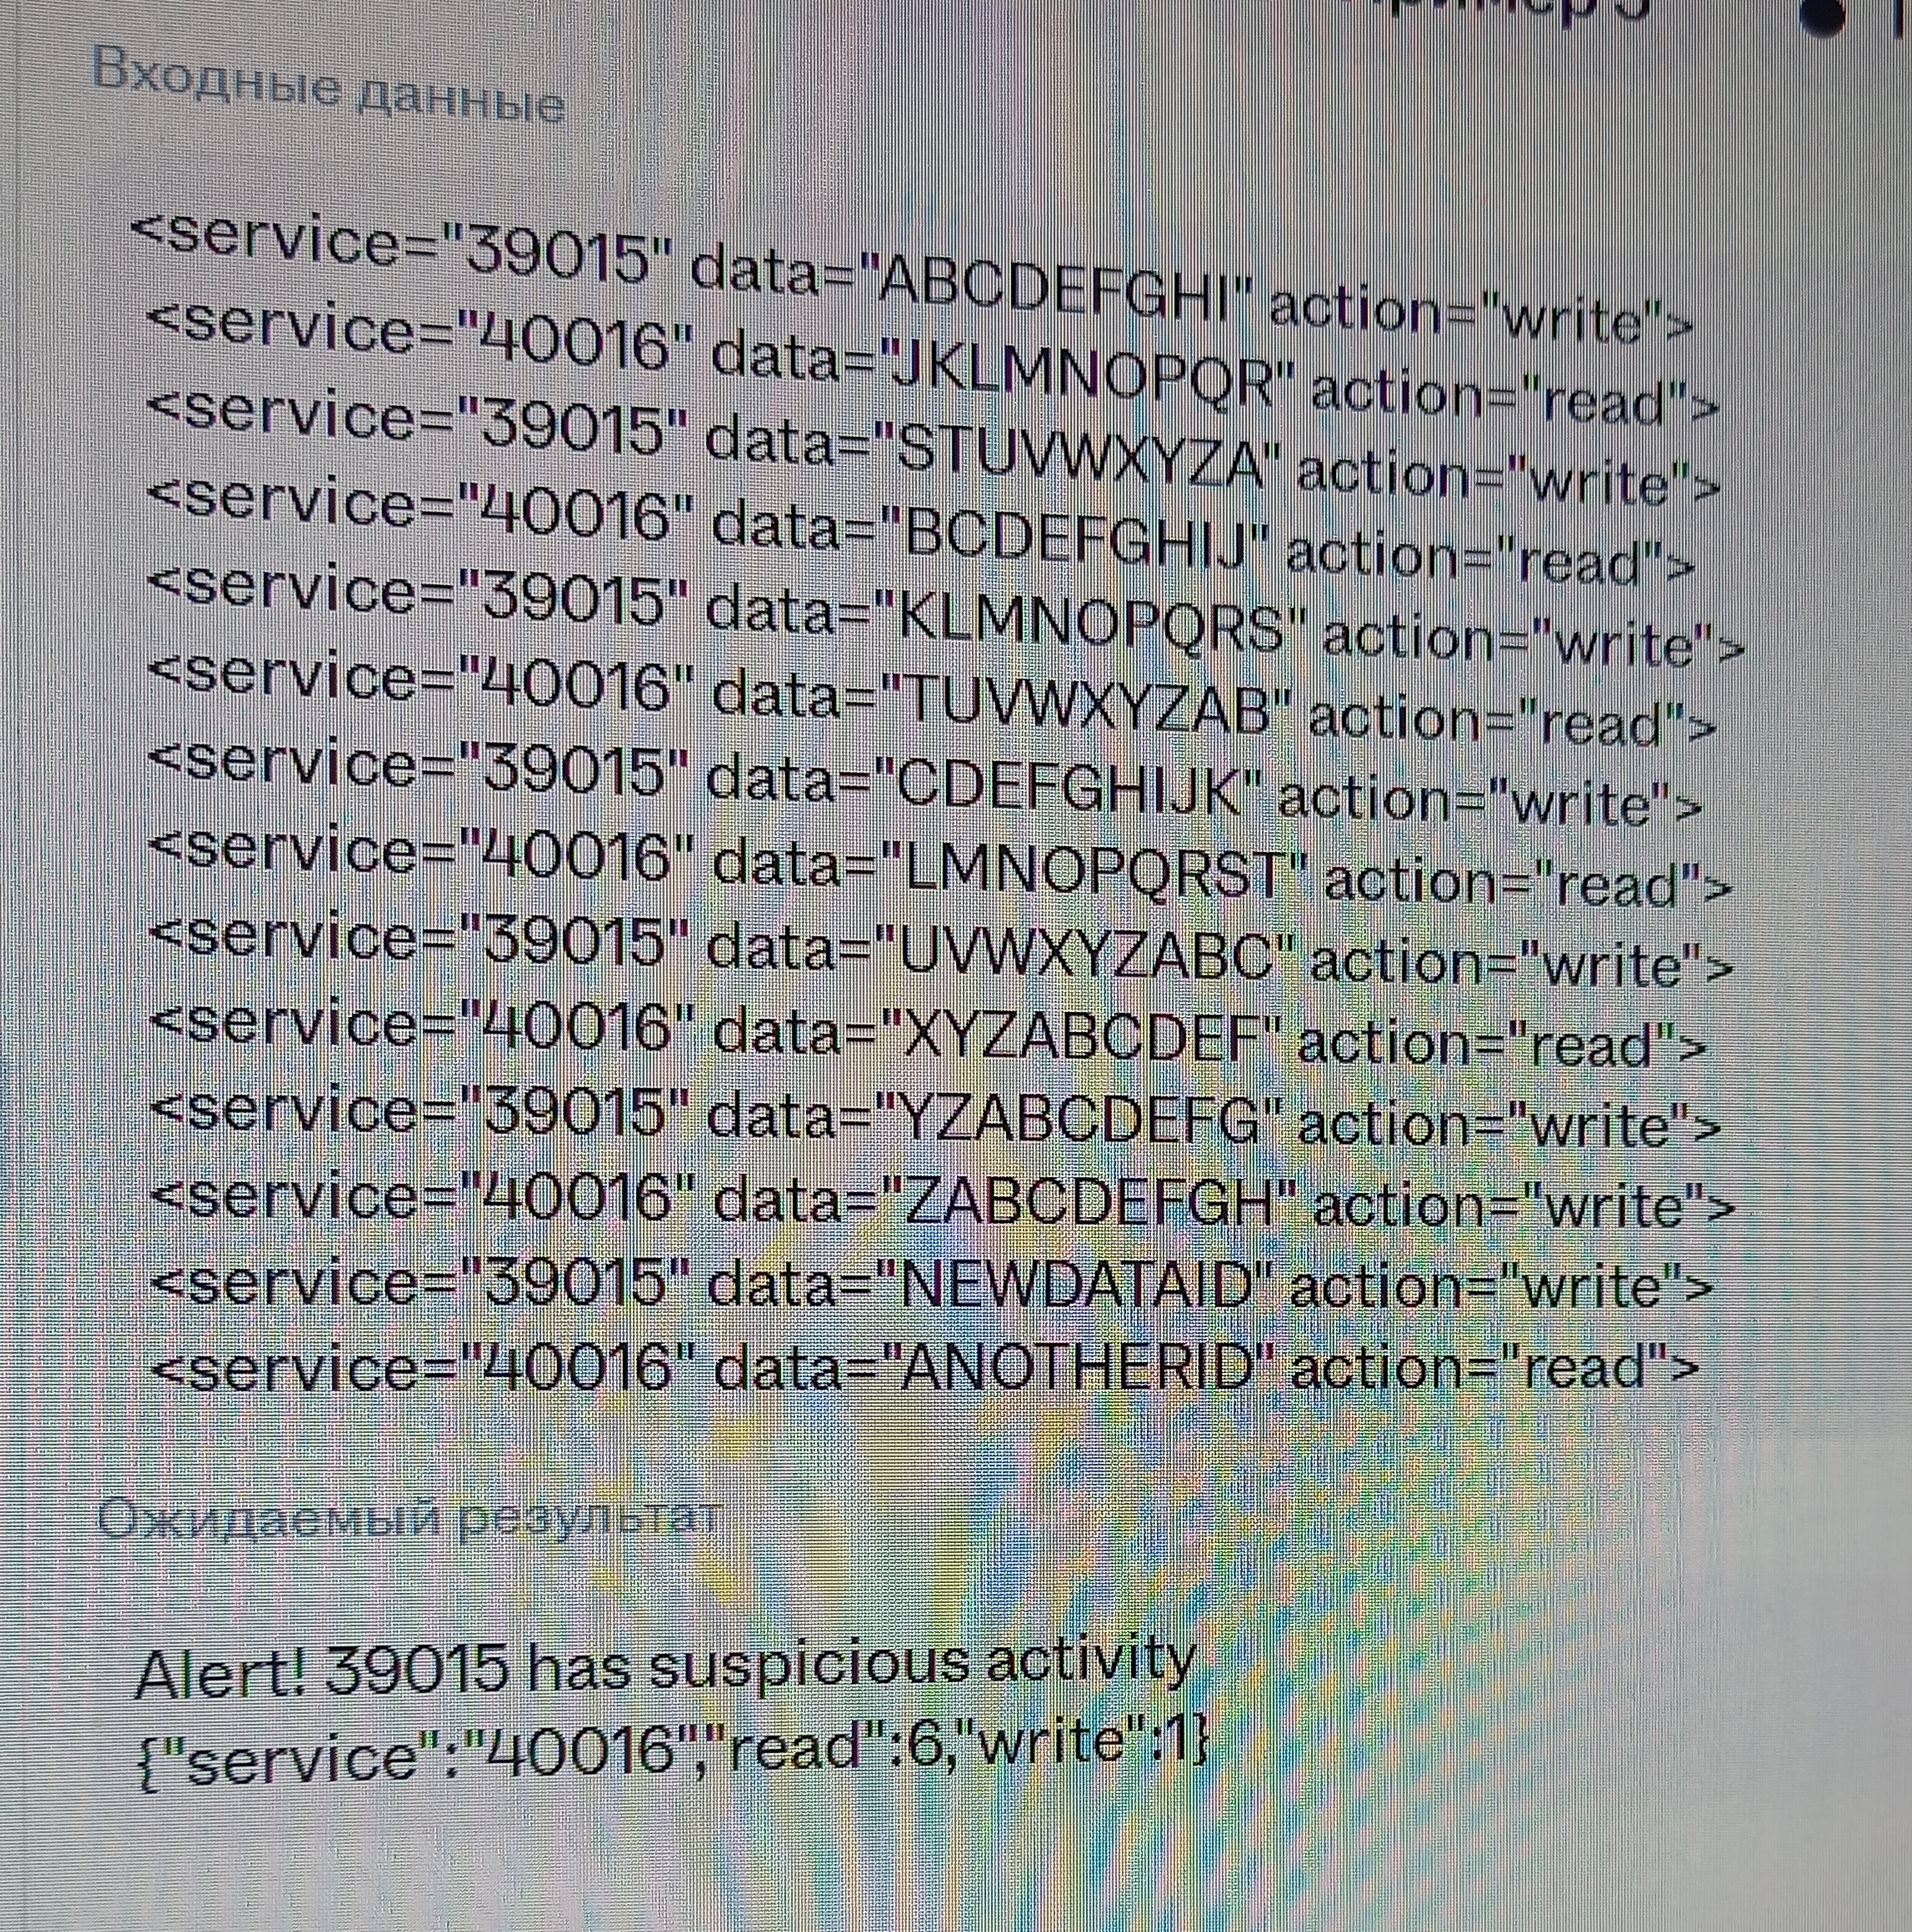 Входные данные
<service="39015" data="ABCDEFGHI" action="write">
<service="40016" data="JKLMNOPQR" action="read">
<service="39015" data="STUVWXYZA" action="write">
<service="40016" data="BCDEFGHIJ" action="read">
<service="39015" data="KLMNOPQRS" action="write">
<service="40016" data="TUVWXYZAB" action="read">
<service="39015" data="CDEFGHIJK" action="write">
<service="40016" data="LMNOPQRST" action="read">
<service="39015" data="UVWXYZABC" action="write">
<service="40016" data="XYZABCDEF" action="read">
<service="39015" data="YZABCDEFG" action="write">
<service="40016" data="ZABCDEFGH" action="write">
<service="39015" data="NEWDATAID" action="write">
<service="40016" data="ANOTHERID" action="read">
Ожидаемый результат
Alert! 39015 has suspicious activity
{"service":"40016","read":6,"write":1}